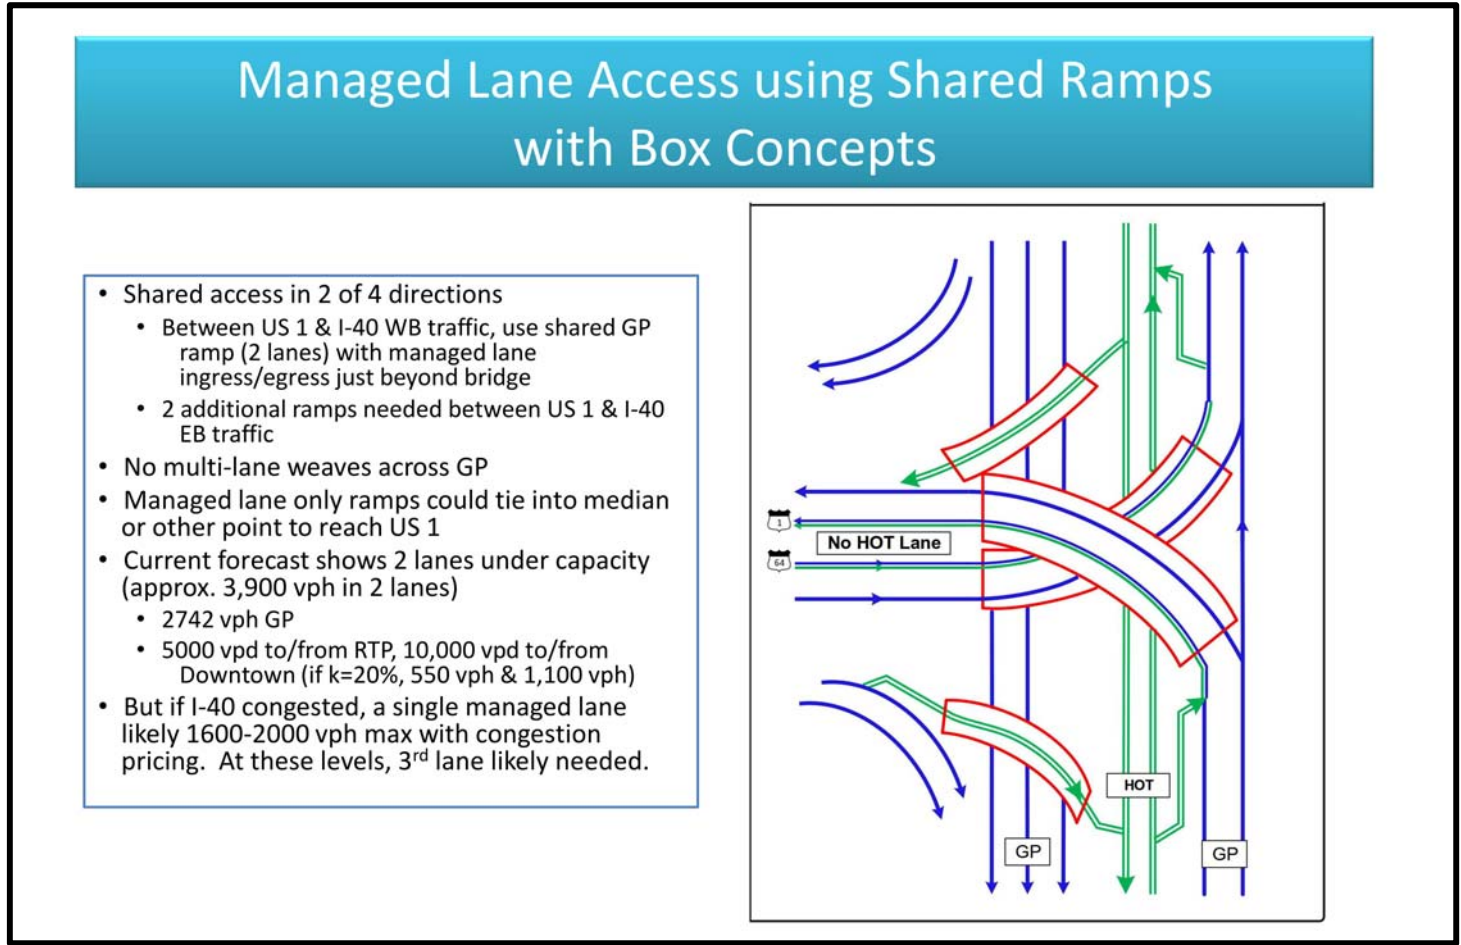 Managed Lane Access using Shared Ramps
with Box Concepts
• Shared access in 2 of 4 directions
• Between US 1 & I-40 WB traffic, use shared GP
ramp (2 lanes) with managed lane
ingress/egress just beyond bridge
• 2 additional ramps needed between US 1 & I-40
EB traffic
• No multi-lane weaves across GP
• Managed lane only ramps could tie into median
or other point to reach US 1
• Current forecast shows 2 lanes under capacity
(approx. 3,900 vph in 2 lanes)
• 2742 vph GP
• 5000 vpd to/from RTP, 10,000 vpd to/from
Downtown (if k=20%, 550 vph & 1,100 vph)
• But if I-40 congested, a single managed lane
likely 1600-2000 vph max with congestion
pricing.  At these levels, 3rd lane likely needed.
1
No HOT Lane
64
HOT
GP
GP